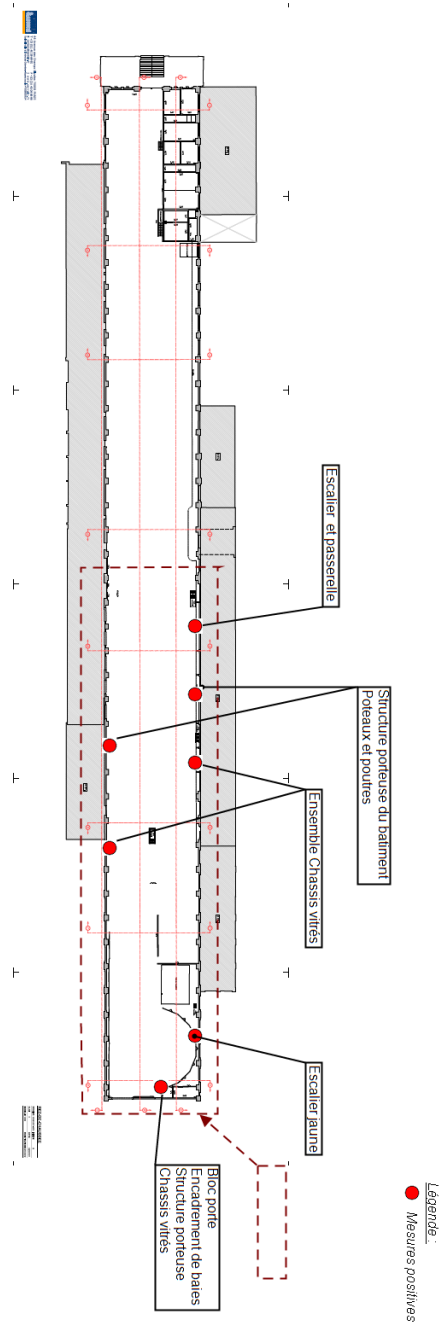 Légende :
Mesures positives
Escalier et passerelle
Structure porteuse du batiment
Poteaux et poutres
Ensemble Chassis vitrés
Escalier jaune
Bloc porte
Encadrement de baies
Structure porteuse
Chassis vitrés